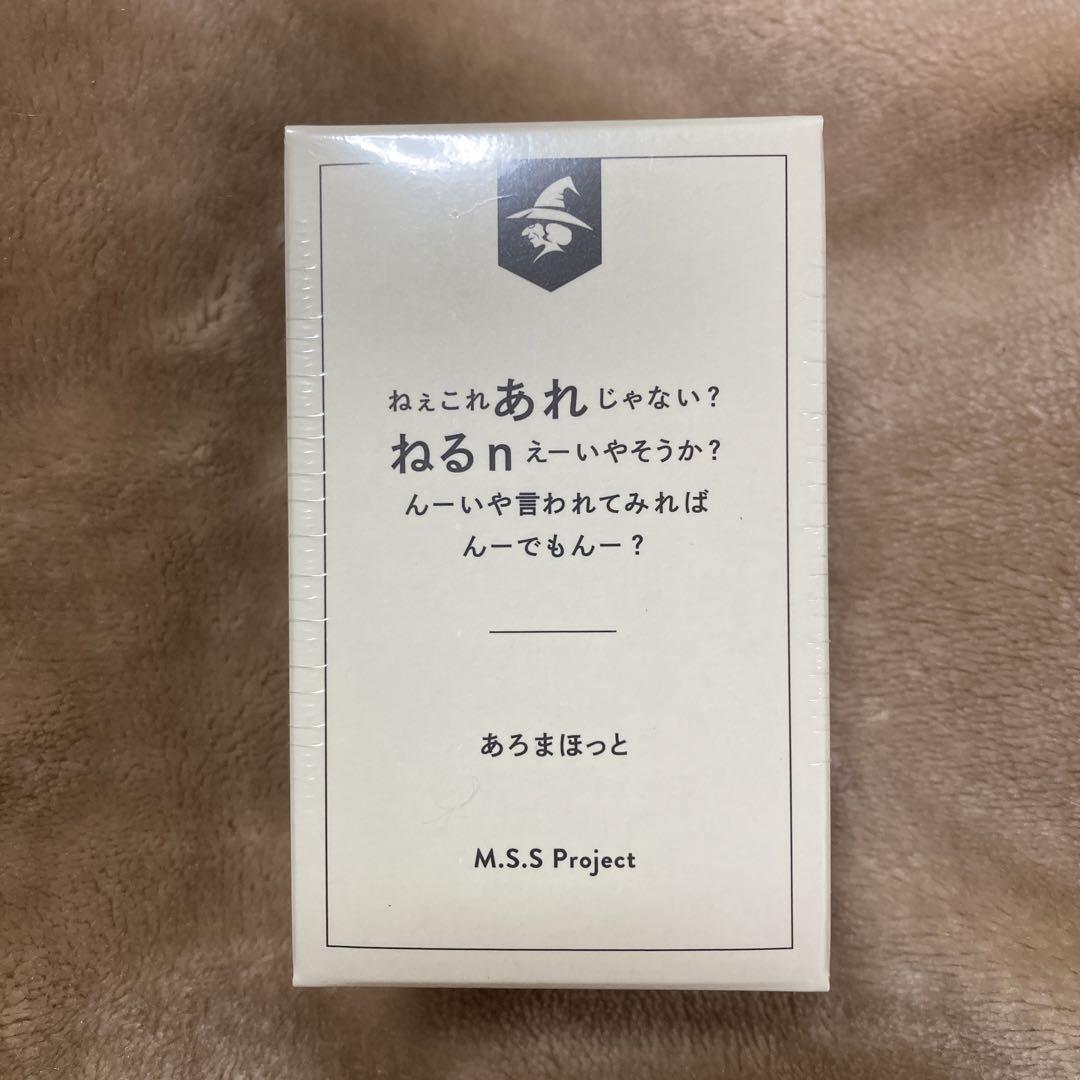 ねぇこれあれじゃない？
ねるnえーいやそうか？
んーいや言われてみれば
んーでもんー？
あろまほっと
M.S.S Project